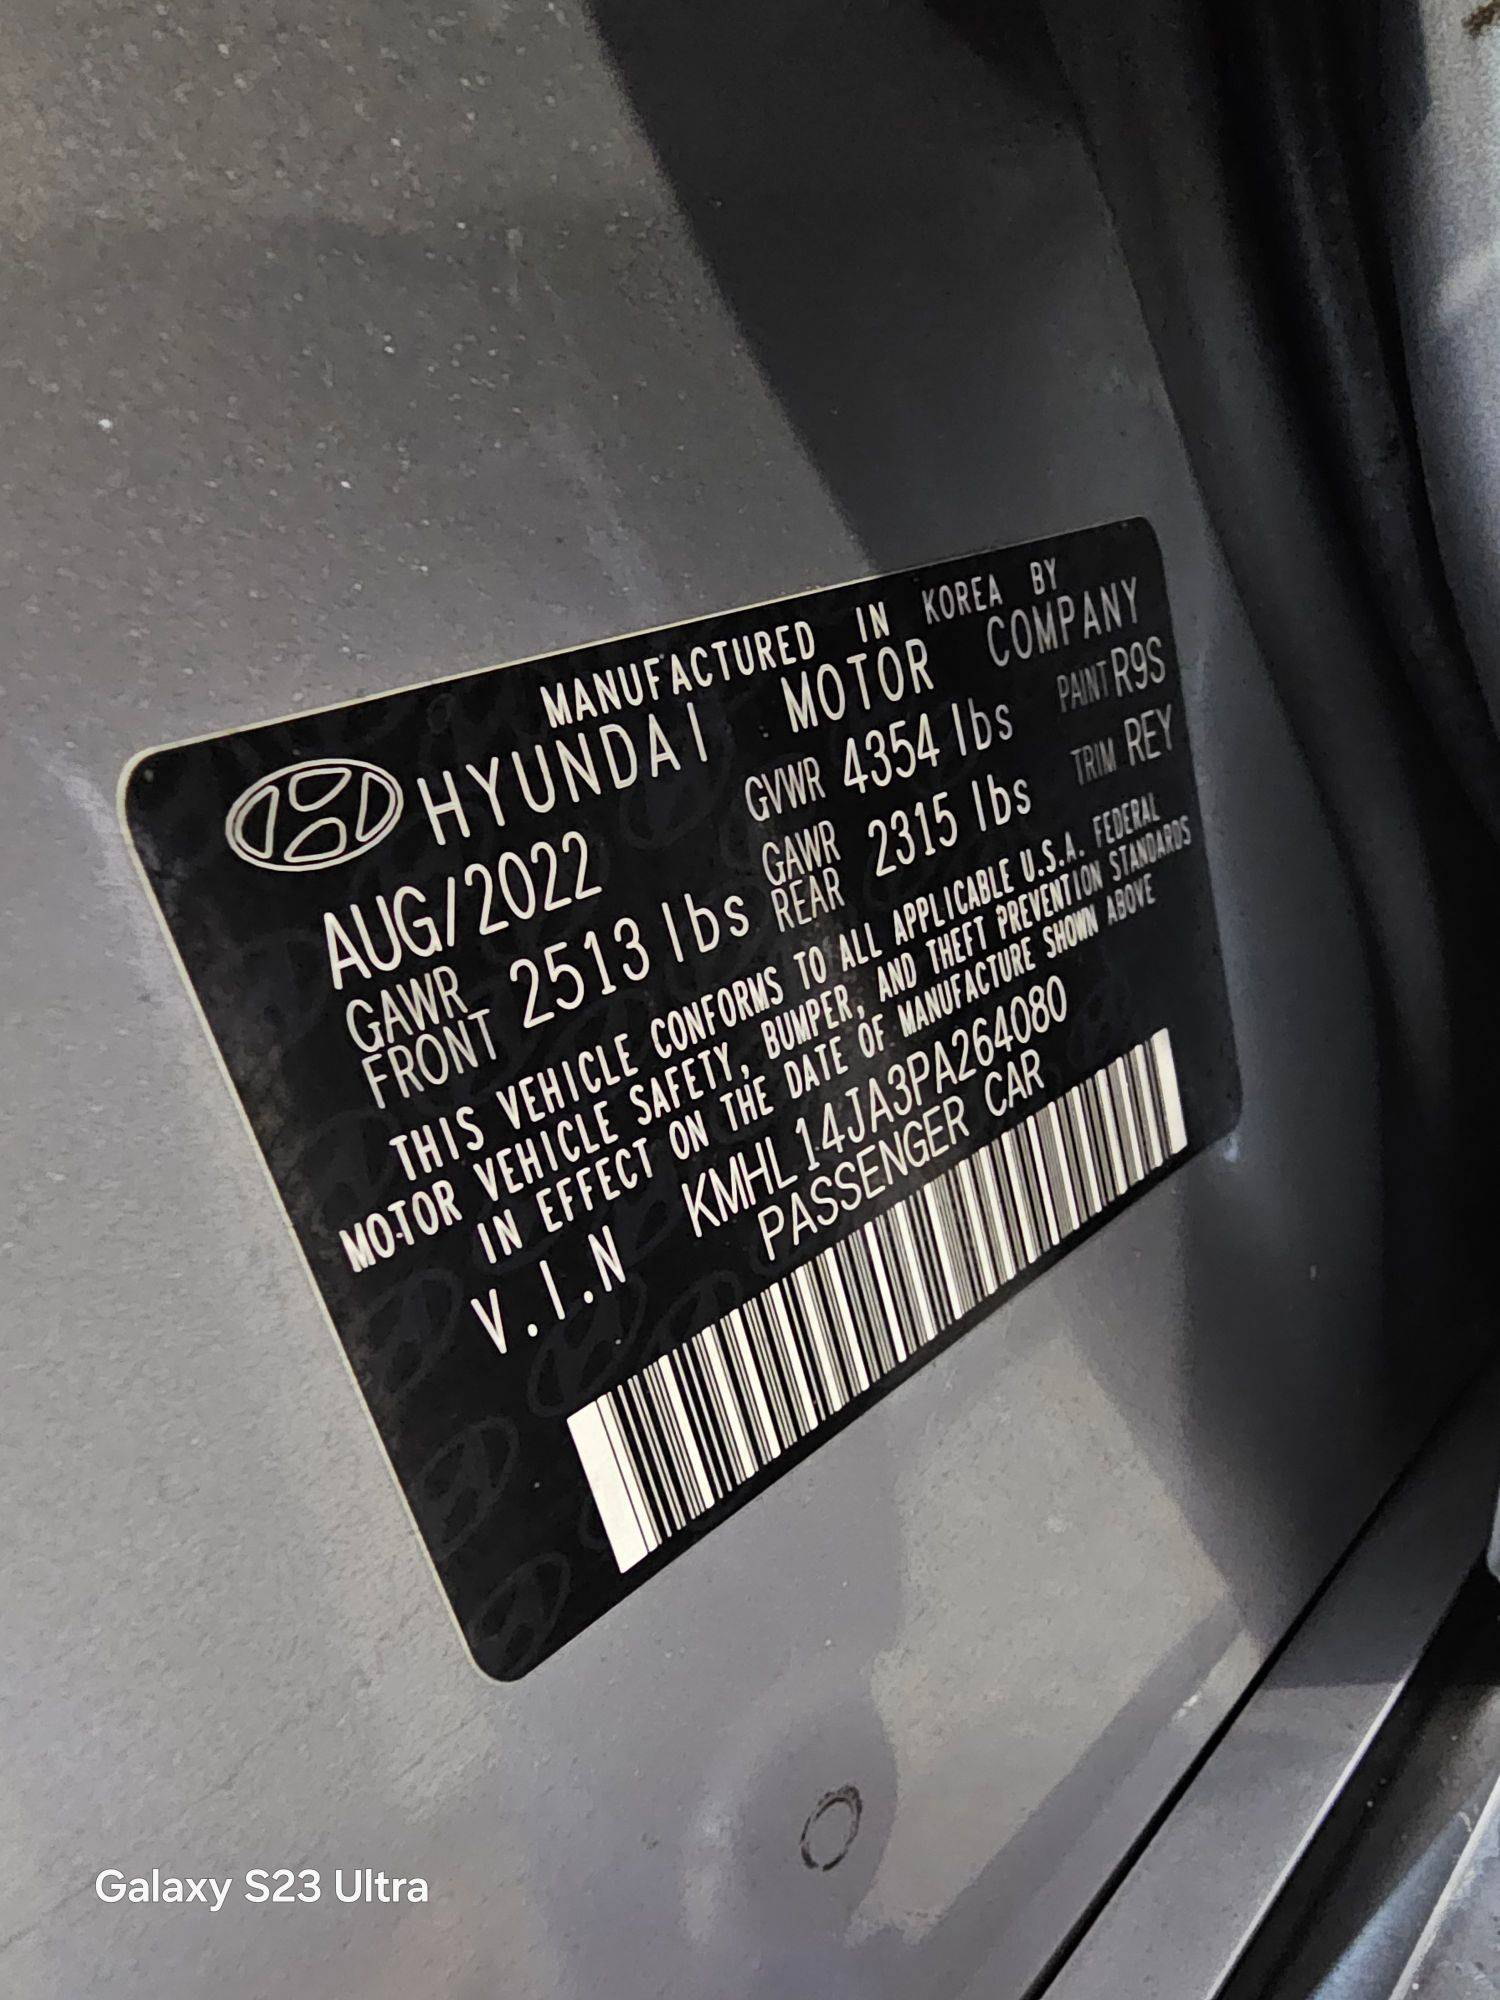 MANUFACTURED IN KOREA BY
HYUNDAI MOTOR COMPANY
AUG/2022 GVWR 4354 lbs PAINT R9S
GAWR FRONT 2513 lbs GAWR REAR 2315 lbs TRIM REY
THIS VEHICLE CONFORMS TO ALL APPLICABLE U.S.A. FEDERAL
MOTOR VEHICLE SAFETY, BUMPER, AND THEFT PREVENTION STANDARDS
IN EFFECT ON THE DATE OF MANUFACTURE SHOWN ABOVE
V.I.N KMHL14JA3PA264080
PASSENGER CAR
Galaxy S23 Ultra